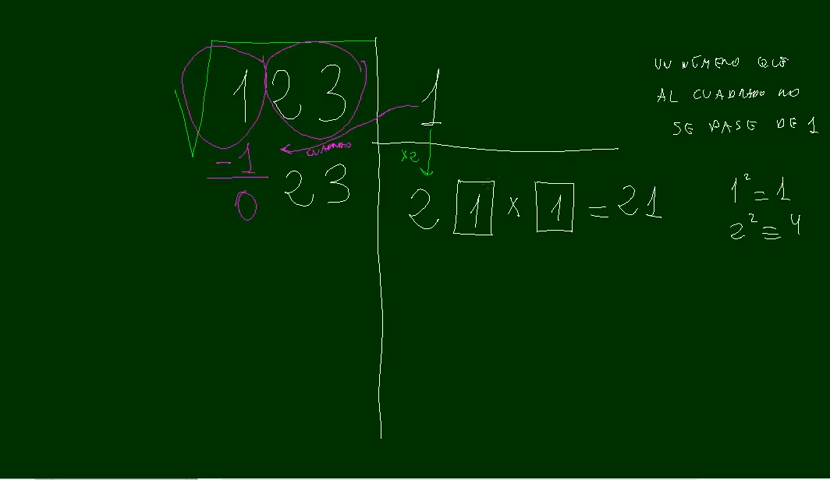 123 1
-1 CUADRADO
0 23
x2
2 1 x 1 = 21
UN NÚMERO QUE
AL CUADRADO NO
SE PASE DE 1
1² = 1
2² = 4